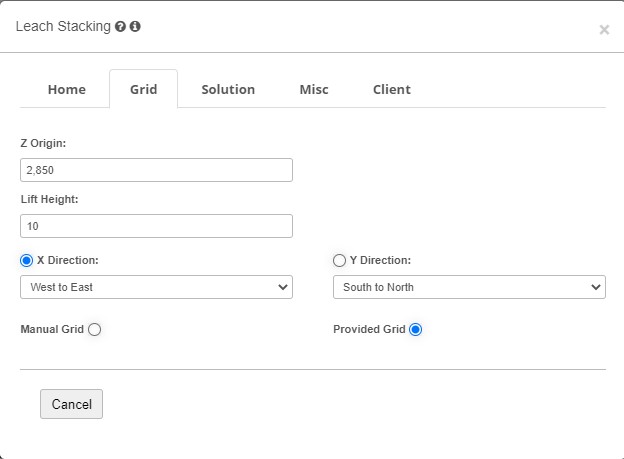 Leach Stacking
×
Home Grid Solution Misc Client
Z Origin:
2,850
Lift Height:
10
X Direction: Y Direction:
West to East South to North
Manual Grid Provided Grid
Cancel